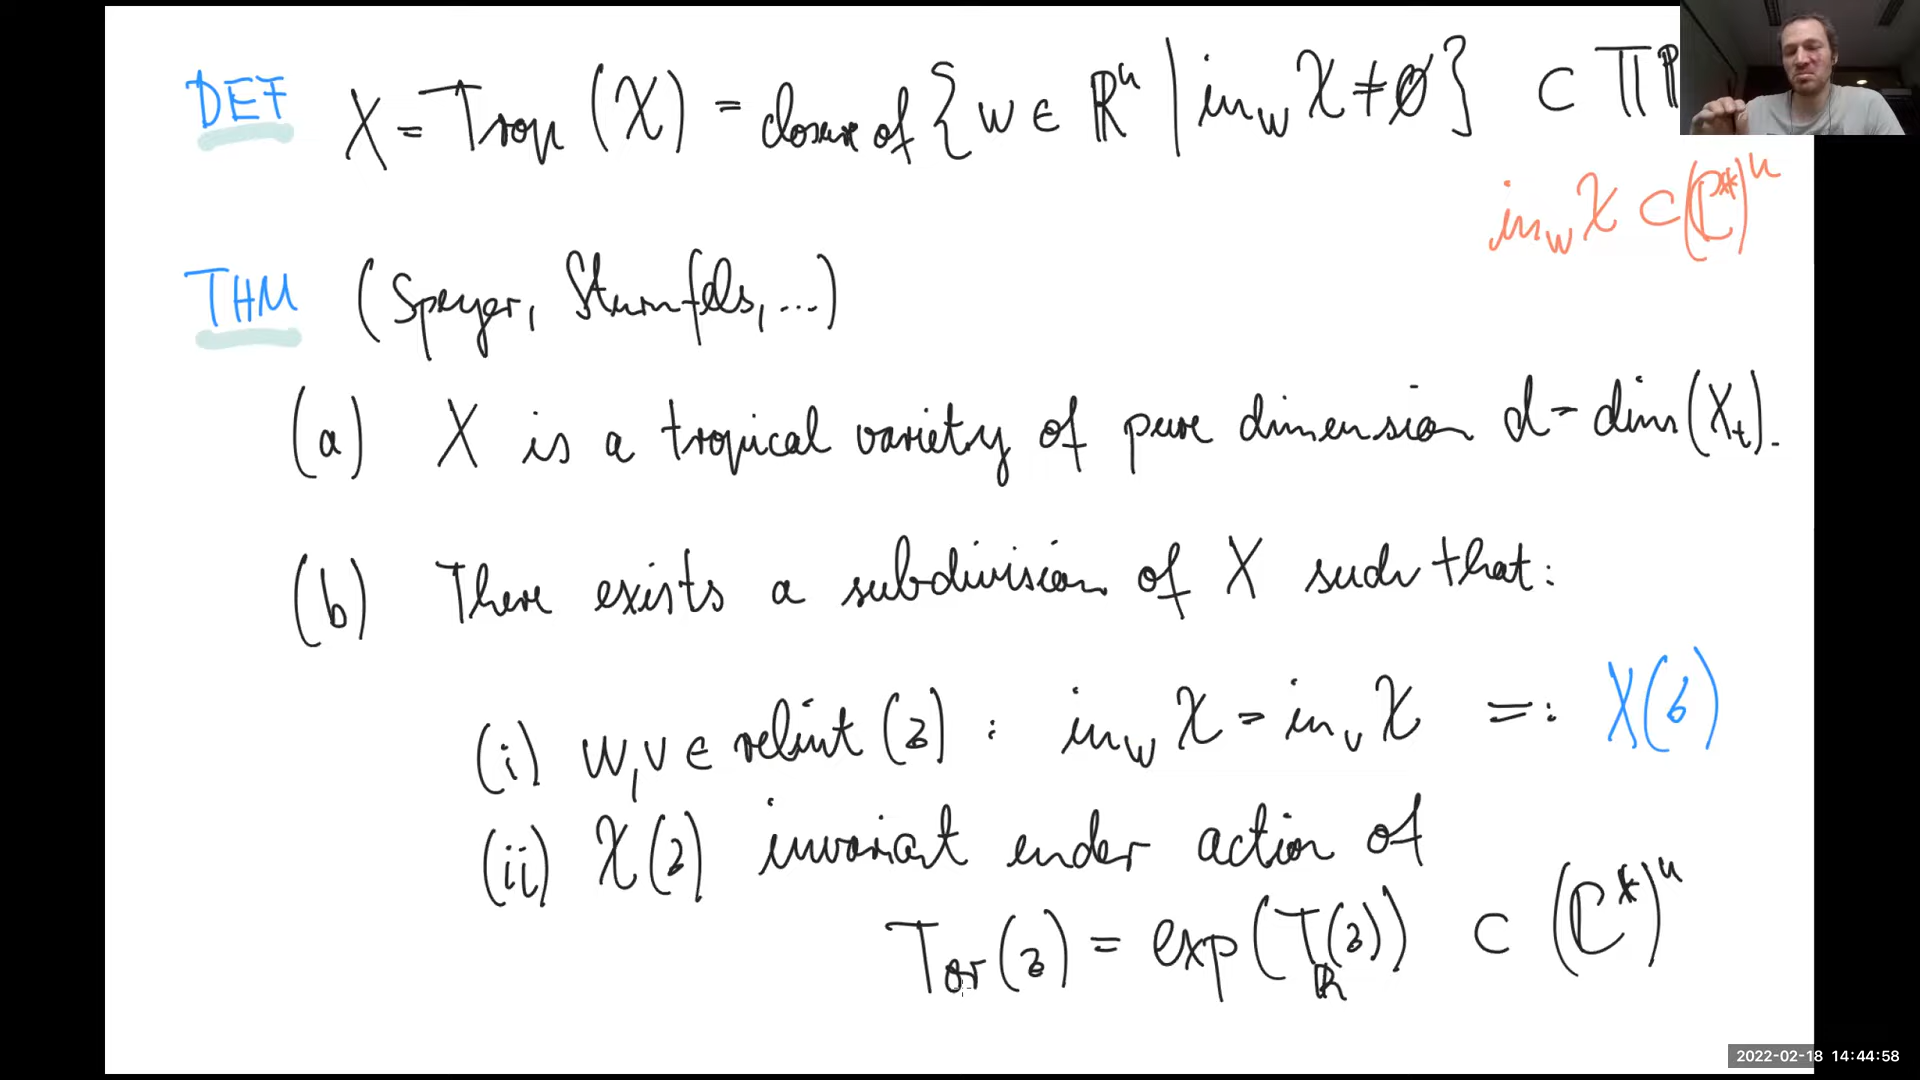 DEF X = Trop (𝒳) = closure of { w ∈ ℝⁿ | in_w 𝒳 ≠ ∅ } ⊂ 𝕋ℙ
in_w 𝒳 ⊂ (ℂ*)ⁿ
THM (Speyer, Sturmfels, ...)
(a) X is a tropical variety of pure dimension d = dim(X_t).
(b) There exists a subdivision of X such that:
(i) w, v ∈ relint (σ) : in_w 𝒳 = in_v 𝒳 =: X(σ)
(ii) 𝒳(σ) invariant under action of
Tor(σ) = exp(T_ℝ(σ)) ⊂ (ℂ*)ⁿ
2022-02-18 14:44:58